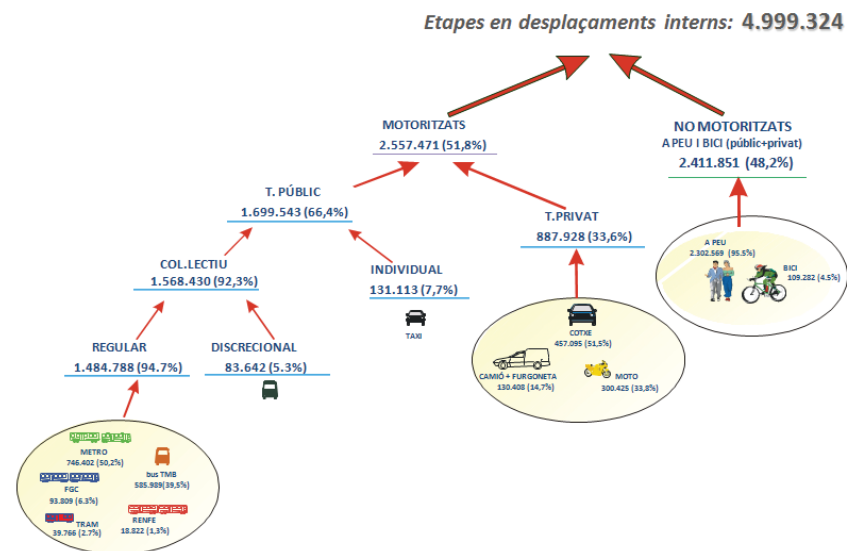 Etapes en desplaçaments interns: 4.999.324
MOTORITZATS
2.557.471 (51,8%)
NO MOTORITZATS
A PEU I BICI (públic+privat)
2.411.851 (48,2%)
T. PÚBLIC
1.699.543 (66,4%)
T.PRIVAT
887.928 (33,6%)
COL.LECTIU
1.568.430 (92,3%)
INDIVIDUAL
131.113 (7,7%)
TAXI
A PEU
2.302.569 (95.5%)
BICI
109.282 (4.5%)
REGULAR
1.484.788 (94.7%)
DISCRECIONAL
83.642 (5.3%)
COTXE
457.095 (51,5%)
CAMIÓ + FURGONETA
130.408 (14,7%)
MOTO
300.425 (33,8%)
METRO
746.402 (50,2%)
bus TMB
585.989(39,5%)
FGC
93.809 (6.3%)
TRAM
39.766 (2.7%)
RENFE
18.822 (1,3%)